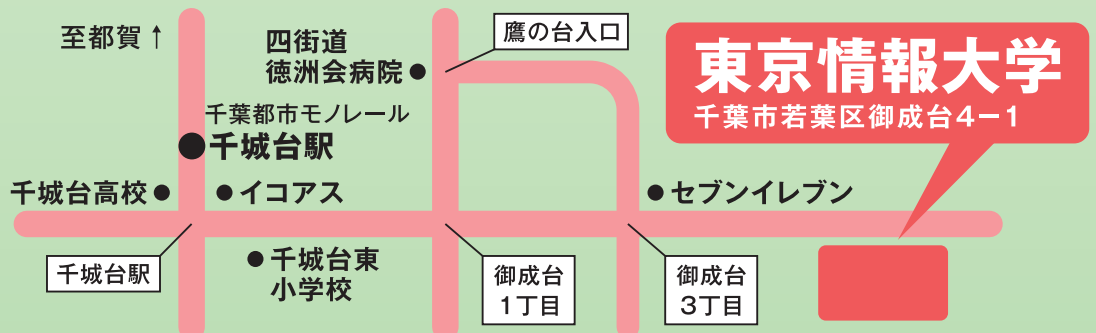 至都賀↑
四街道
徳洲会病院
鷹の台入口
東京情報大学
千葉市若葉区御成台4−1
千葉都市モノレール
千城台駅
千城台高校
イコアス
セブンイレブン
千城台駅
千城台東
小学校
御成台
1丁目
御成台
3丁目